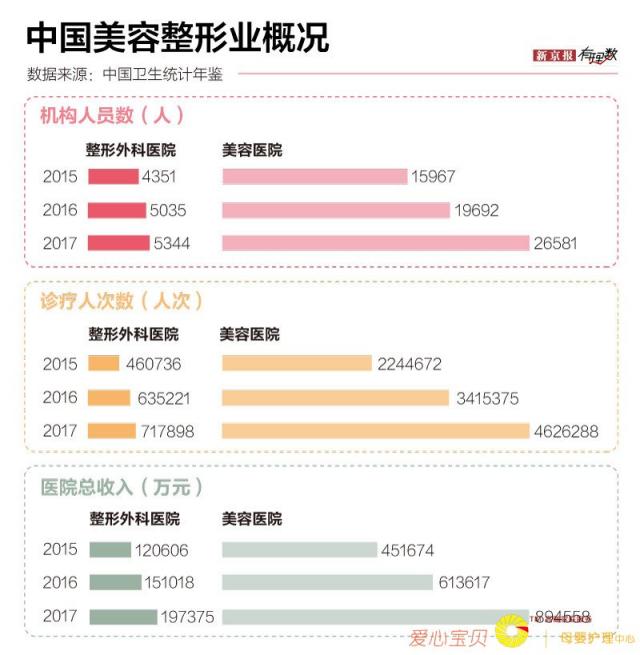 中国美容整形业概况
数据来源：中国卫生统计年鉴
新京报 有理数
机构人员数（人）
整形外科医院 美容医院
2015 4351 15967
2016 5035 19692
2017 5344 26581
诊疗人次数（人次）
整形外科医院 美容医院
2015 460736 2244672
2016 635221 3415375
2017 717898 4626288
医院总收入（万元）
整形外科医院 美容医院
2015 120606 451674
2016 151018 613617
2017 197375 894558
爱心宝贝 母婴护理中心